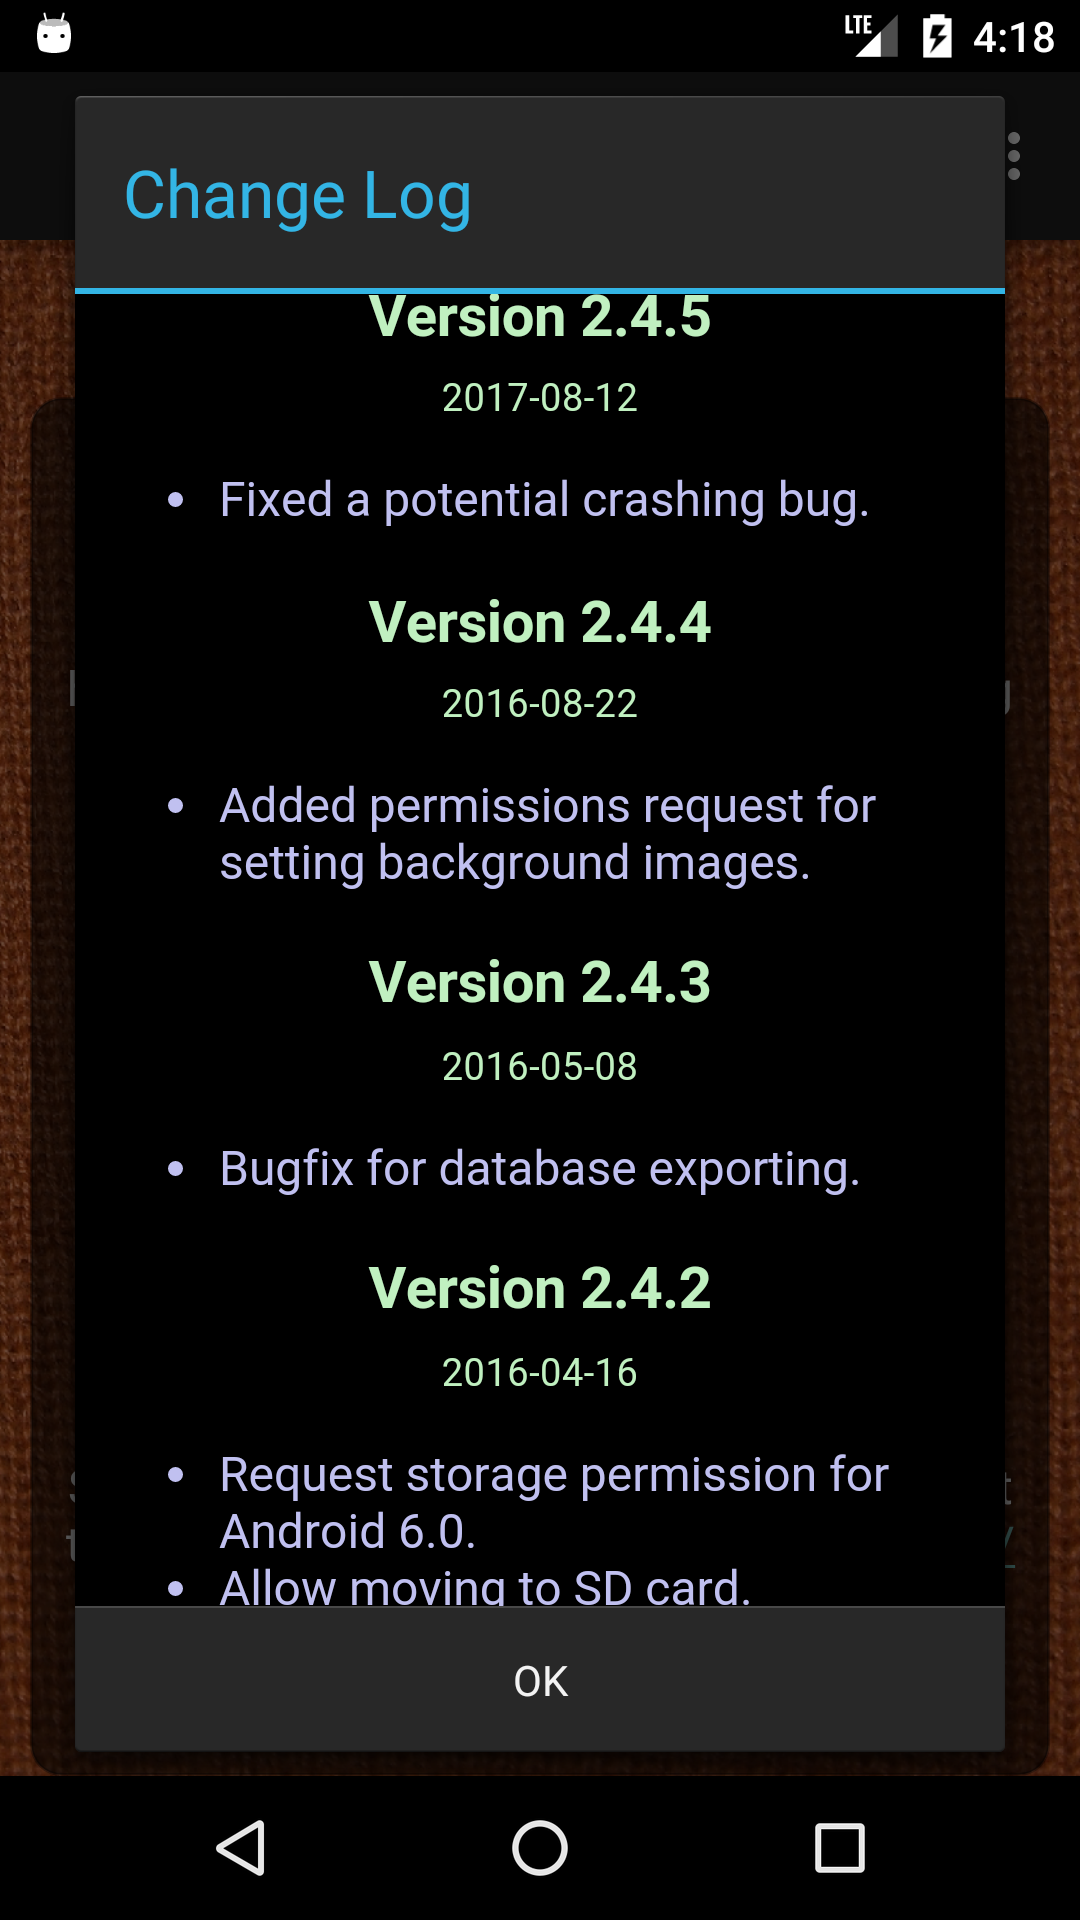 LTE 4:18
Change Log
Version 2.4.5
2017-08-12
• Fixed a potential crashing bug.
Version 2.4.4
2016-08-22
• Added permissions request for
setting background images.
Version 2.4.3
2016-05-08
• Bugfix for database exporting.
Version 2.4.2
2016-04-16
• Request storage permission for
Android 6.0.
• Allow moving to SD card.
OK